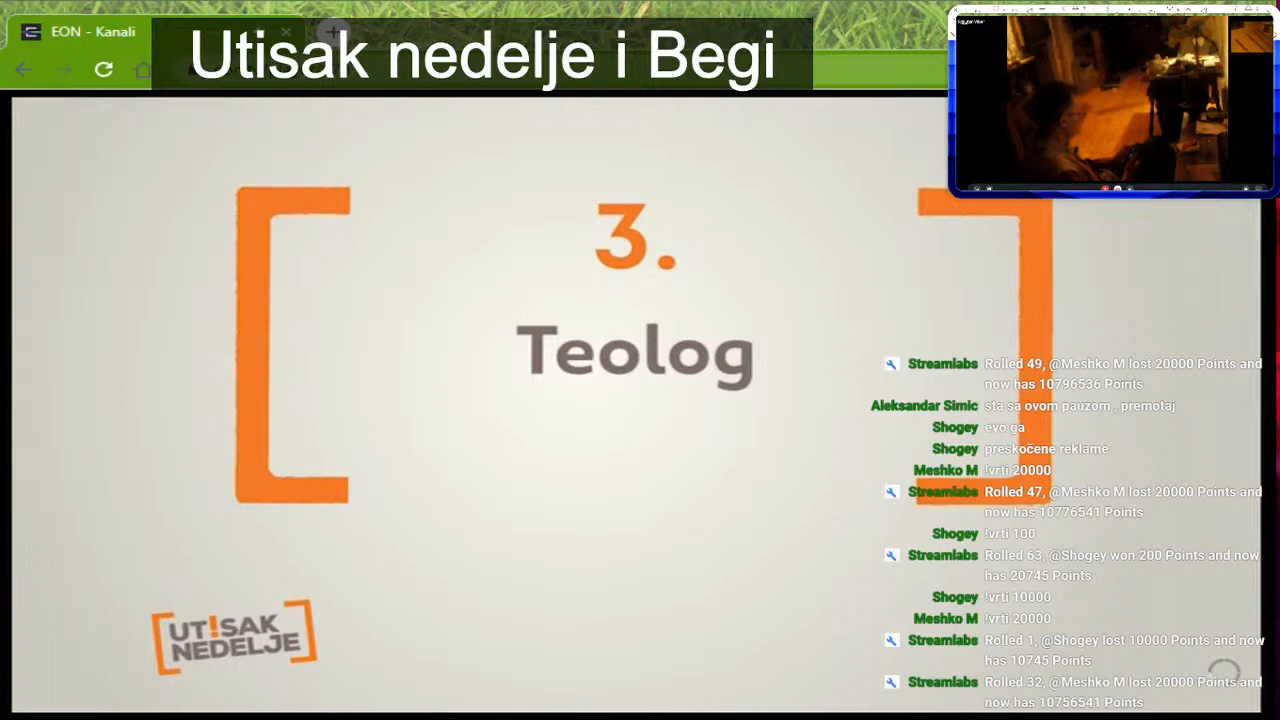 EON - Kanali
Utisak nedelje i Begi
3.
Teolog
UT!SAK
NEDELJE
Streamlabs Rolled 49, @Meshko M lost 20000 Points and
now has 10796536 Points
Aleksandar Simic sta sa ovom pauzom , premotaj
Shogey evo ga
Shogey preskočene reklame
Meshko M !vrti 20000
Streamlabs Rolled 47, @Meshko M lost 20000 Points and
now has 10776541 Points
Shogey !vrti 100
Streamlabs Rolled 63, @Shogey won 200 Points and now
has 20745 Points
Shogey !vrti 10000
Meshko M !vrti 20000
Streamlabs Rolled 1, @Shogey lost 10000 Points and now
has 10745 Points
Streamlabs Rolled 32, @Meshko M lost 20000 Points and
now has 10756541 Points